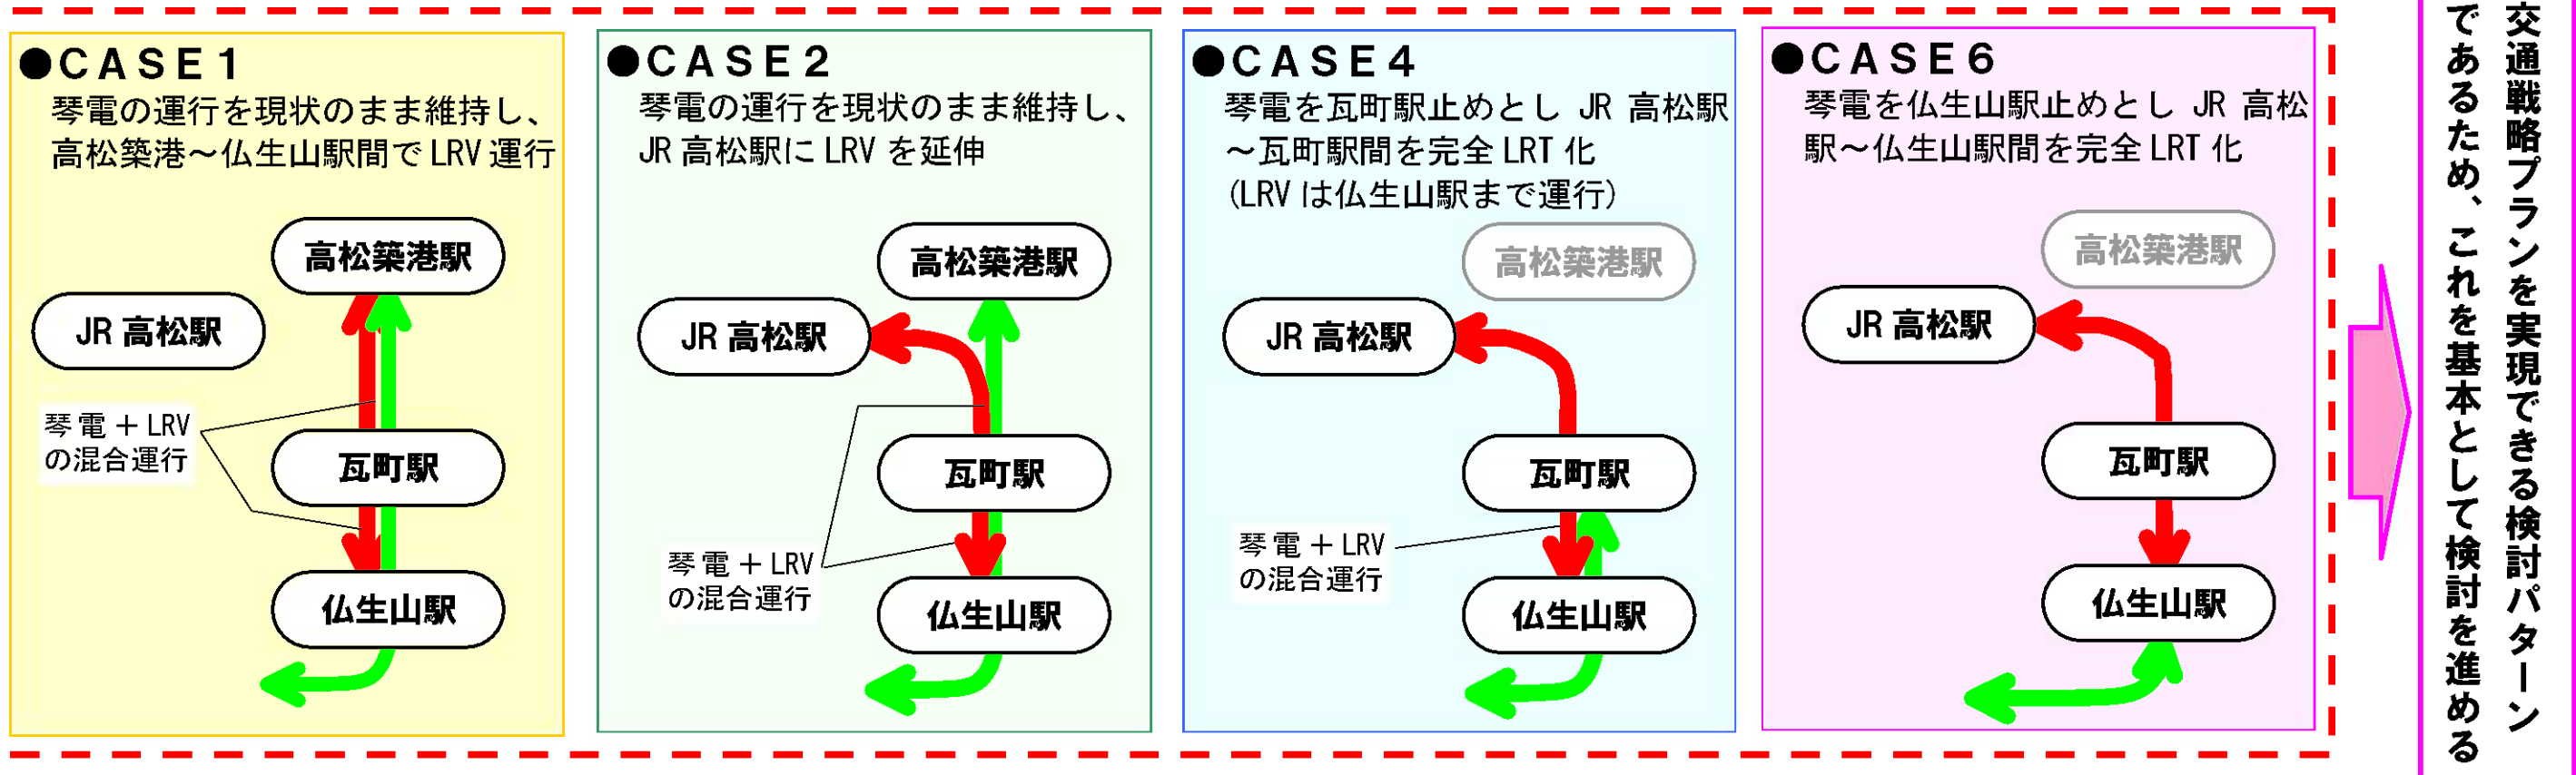 ●CASE1
琴電の運行を現状のまま維持し、
高松築港～仏生山駅間でLRV運行
高松築港駅
JR高松駅
琴電＋LRV
の混合運行
瓦町駅
仏生山駅
●CASE2
琴電の運行を現状のまま維持し、
JR高松駅にLRVを延伸
高松築港駅
JR高松駅
瓦町駅
琴電＋LRV
の混合運行
仏生山駅
●CASE4
琴電を瓦町駅止めとし JR 高松駅
～瓦町駅間を完全LRT化
(LRVは仏生山駅まで運行)
高松築港駅
JR高松駅
瓦町駅
琴電＋LRV
の混合運行
仏生山駅
●CASE6
琴電を仏生山駅止めとし JR 高松
駅～仏生山駅間を完全LRT化
高松築港駅
JR高松駅
瓦町駅
仏生山駅
交通戦略プランを実現できる検討パターン
であるため、これを基本として検討を進める